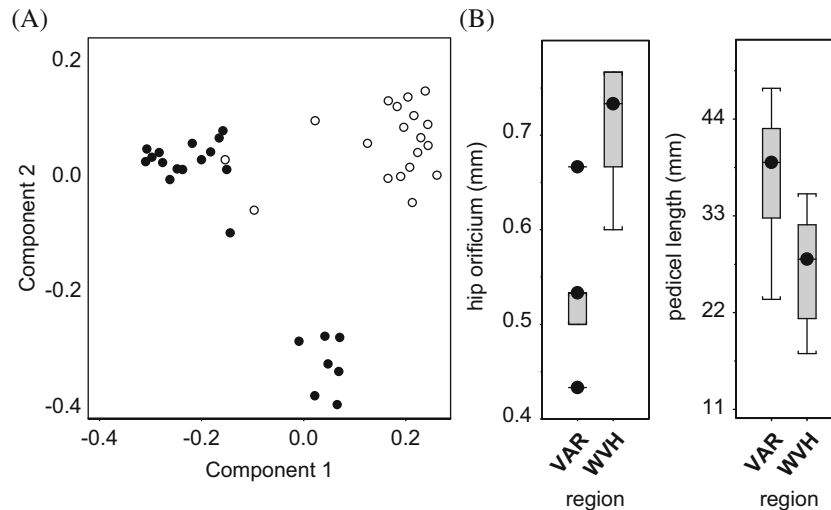 (A)
0.2
0.0
-0.2
-0.4
Component 2
-0.4
-0.2
0.0
0.2
Component 1
(B)
0.7
0.6
0.5
0.4
hip orificium (mm)
VAR
WVH
region
44
33
22
11
pedicel length (mm)
VAR
WVH
region